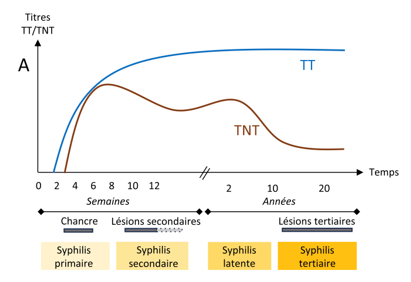 Titres
TT/TNT
A
TT
TNT
Temps
0 2 4 6 8 10 12 2 10 20
Semaines Années
Chancre Lésions secondaires Lésions tertiaires
Syphilis Syphilis Syphilis Syphilis
primaire secondaire latente tertiaire